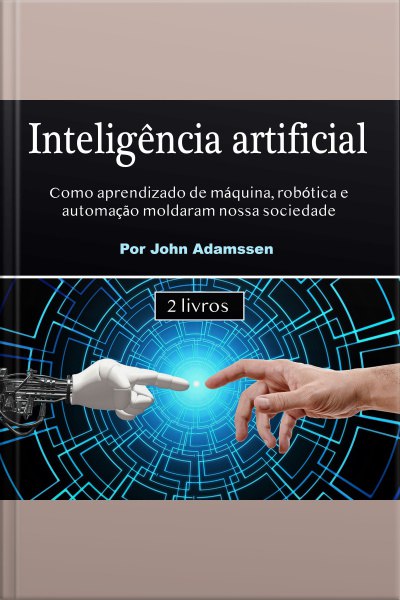 Inteligência artificial
Como aprendizado de máquina, robótica e
automação moldaram nossa sociedade
Por John Adamssen
2 livros